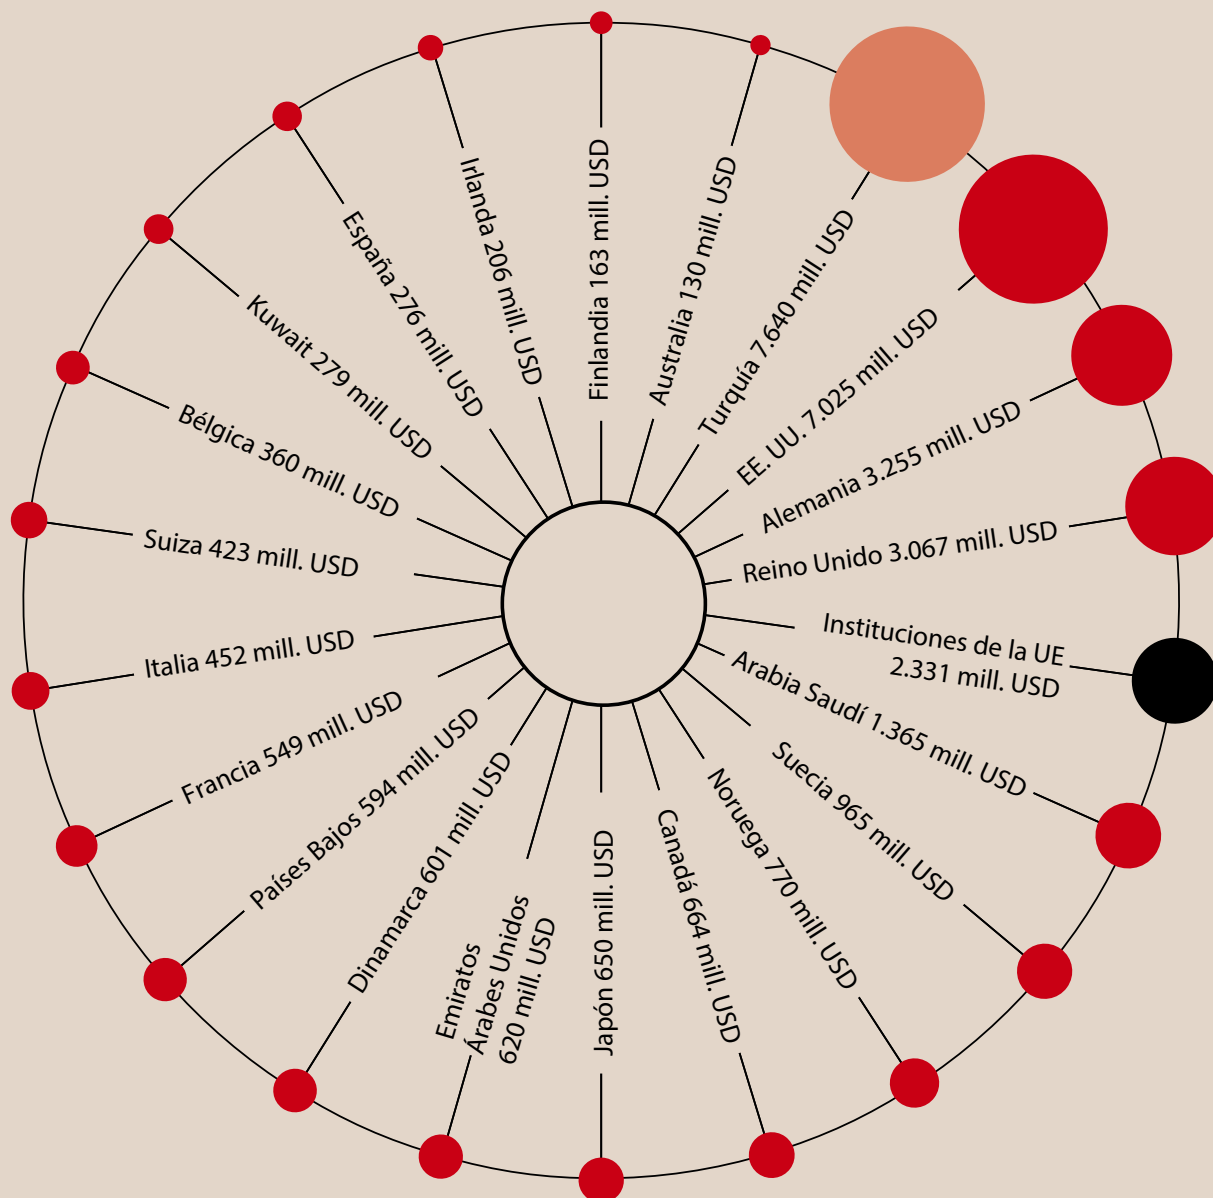 Turquía 7.640 mill. USD
EE. UU. 7.025 mill. USD
Alemania 3.255 mill. USD
Reino Unido 3.067 mill. USD
Instituciones de la UE
2.331 mill. USD
Arabia Saudí 1.365 mill. USD
Suecia 965 mill. USD
Noruega 770 mill. USD
Canadá 664 mill. USD
Japón 650 mill. USD
Emiratos
Árabes Unidos
620 mill. USD
Dinamarca 601 mill. USD
Países Bajos 594 mill. USD
Francia 549 mill. USD
Italia 452 mill. USD
Suiza 423 mill. USD
Bélgica 360 mill. USD
Kuwait 279 mill. USD
España 276 mill. USD
Irlanda 206 mill. USD
Finlandia 163 mill. USD
Australia 130 mill. USD